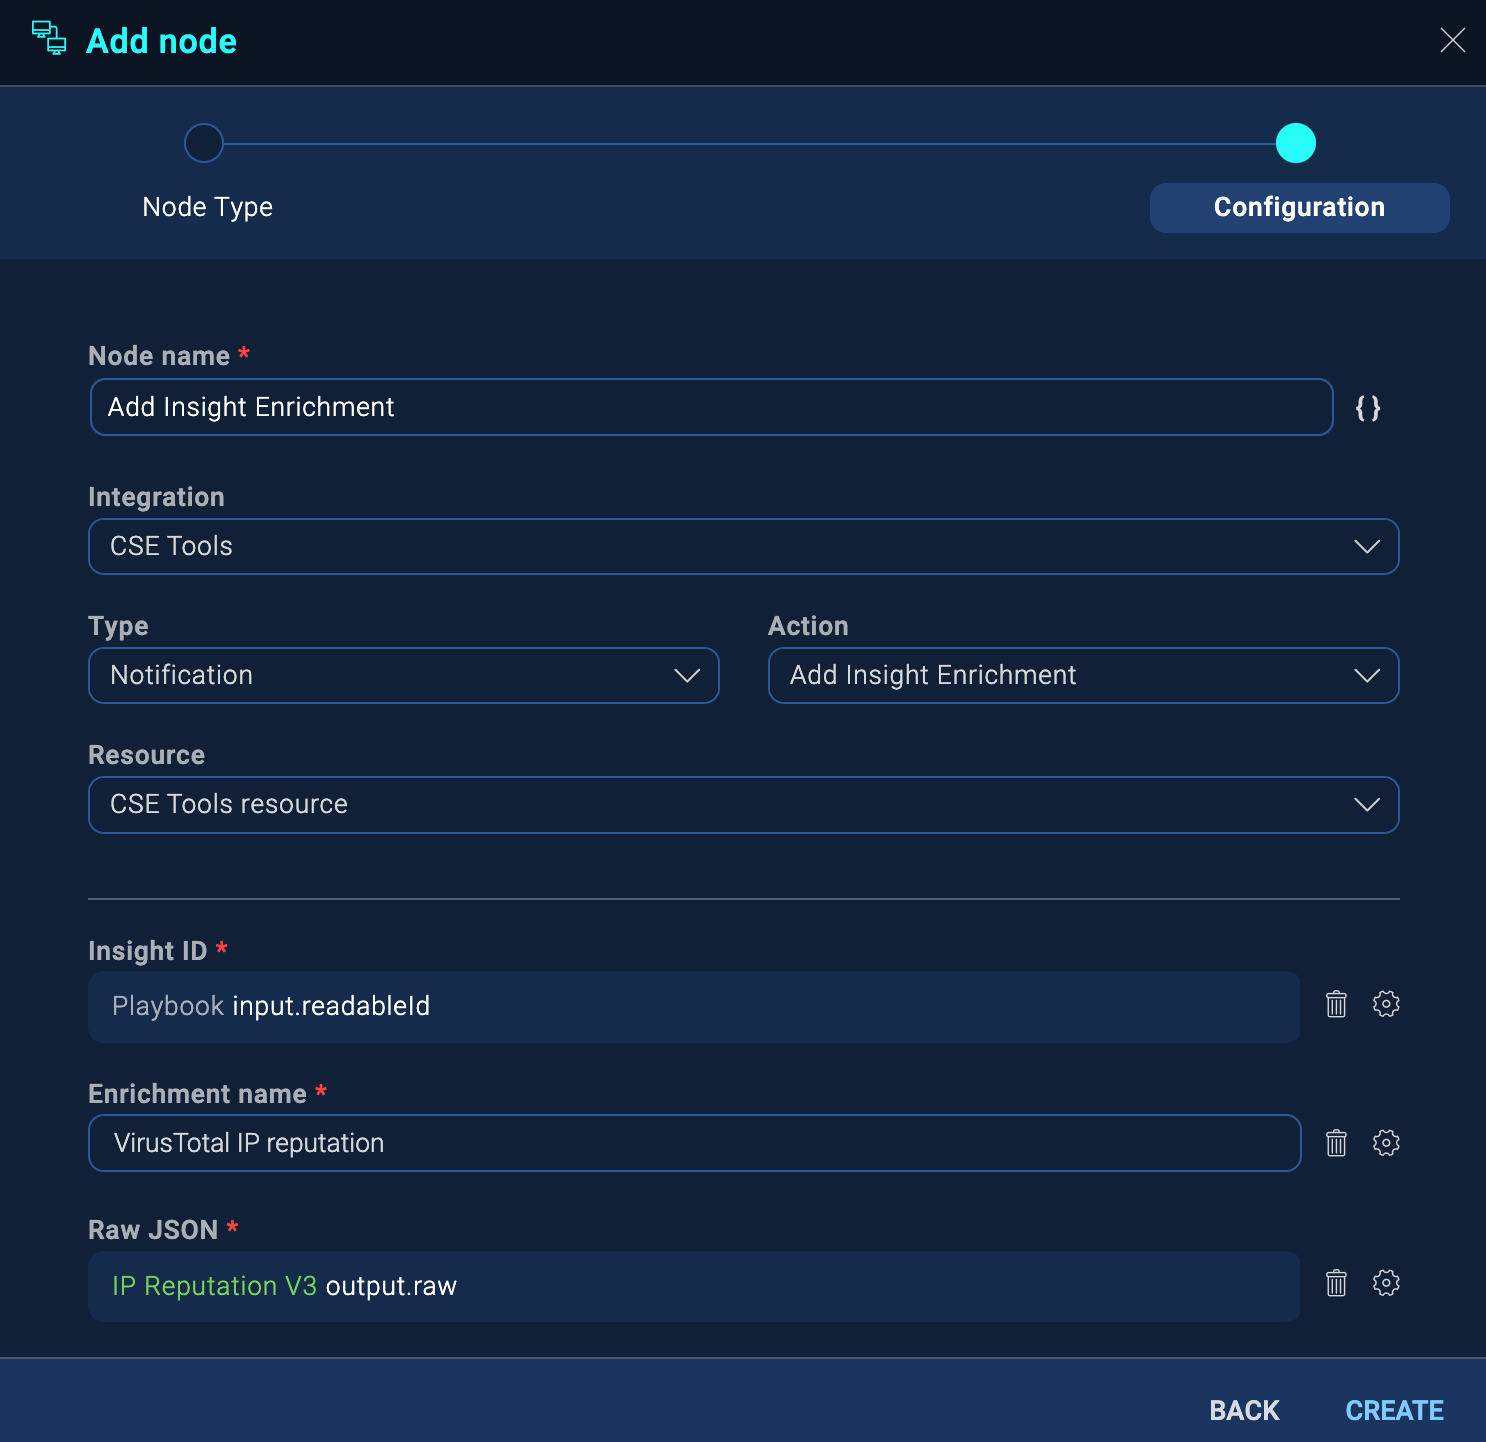 Add node
Node Type
Configuration
Node name *
Add Insight Enrichment
{}
Integration
CSE Tools
Type
Action
Notification
Add Insight Enrichment
Resource
CSE Tools resource
Insight ID *
Playbook input.readableId
Enrichment name *
VirusTotal IP reputation
Raw JSON *
IP Reputation V3 output.raw
BACK
CREATE